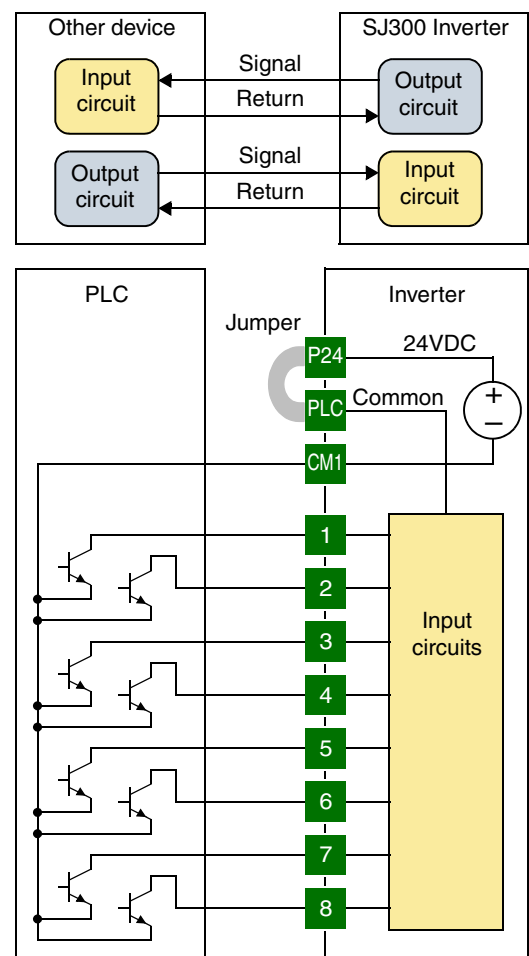 Other device
SJ300 Inverter
Input
circuit
Signal
Return
Output
circuit
Output
circuit
Signal
Return
Input
circuit
PLC
Inverter
Jumper
P24
24VDC
PLC
Common
+
–
CM1
1
2
3
4
5
6
7
8
Input
circuits